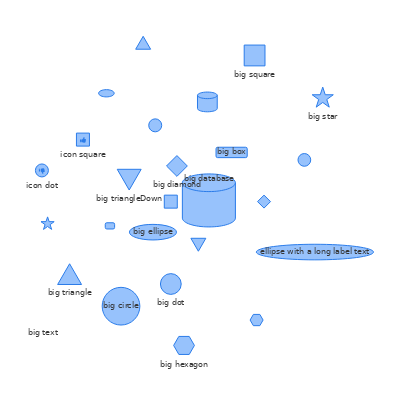 big square
big star
big box
icon square
big database
icon dot
big diamond
big triangleDown
big ellipse
ellipse with a long label text
big triangle
big dot
big circle
big text
big hexagon